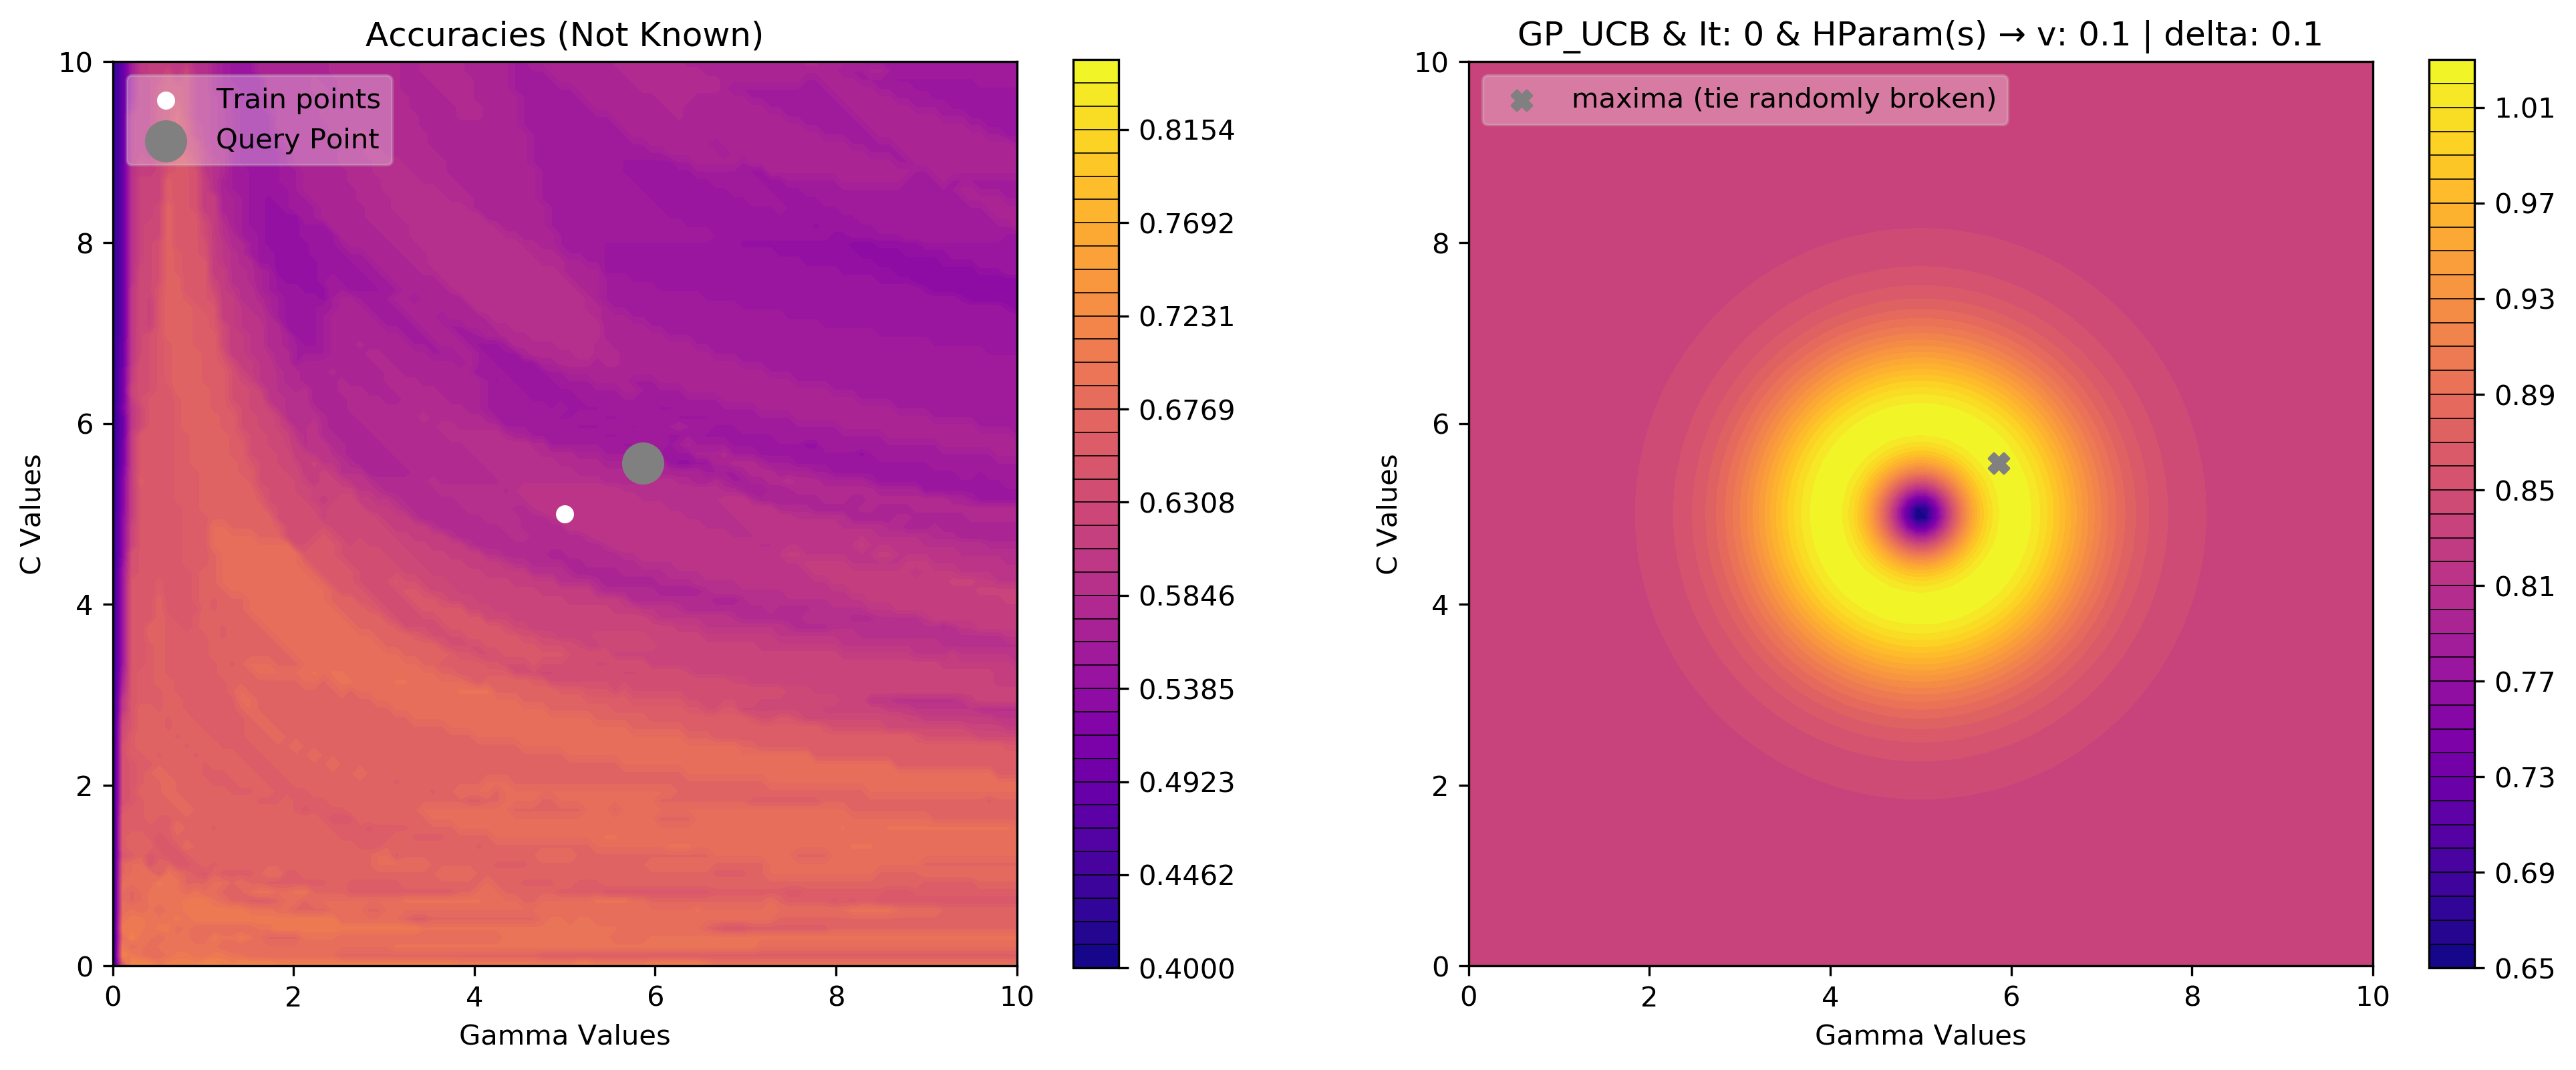 Accuracies (Not Known)
Train points
Query Point
10
8
6
4
2
0
C Values
0 2 4 6 8 10
Gamma Values
0.8154
0.7692
0.7231
0.6769
0.6308
0.5846
0.5385
0.4923
0.4462
0.4000
GP_UCB & It: 0 & HParam(s) → v: 0.1 | delta: 0.1
maxima (tie randomly broken)
10
8
6
4
2
0
C Values
0 2 4 6 8 10
Gamma Values
1.01
0.97
0.93
0.89
0.85
0.81
0.77
0.73
0.69
0.65